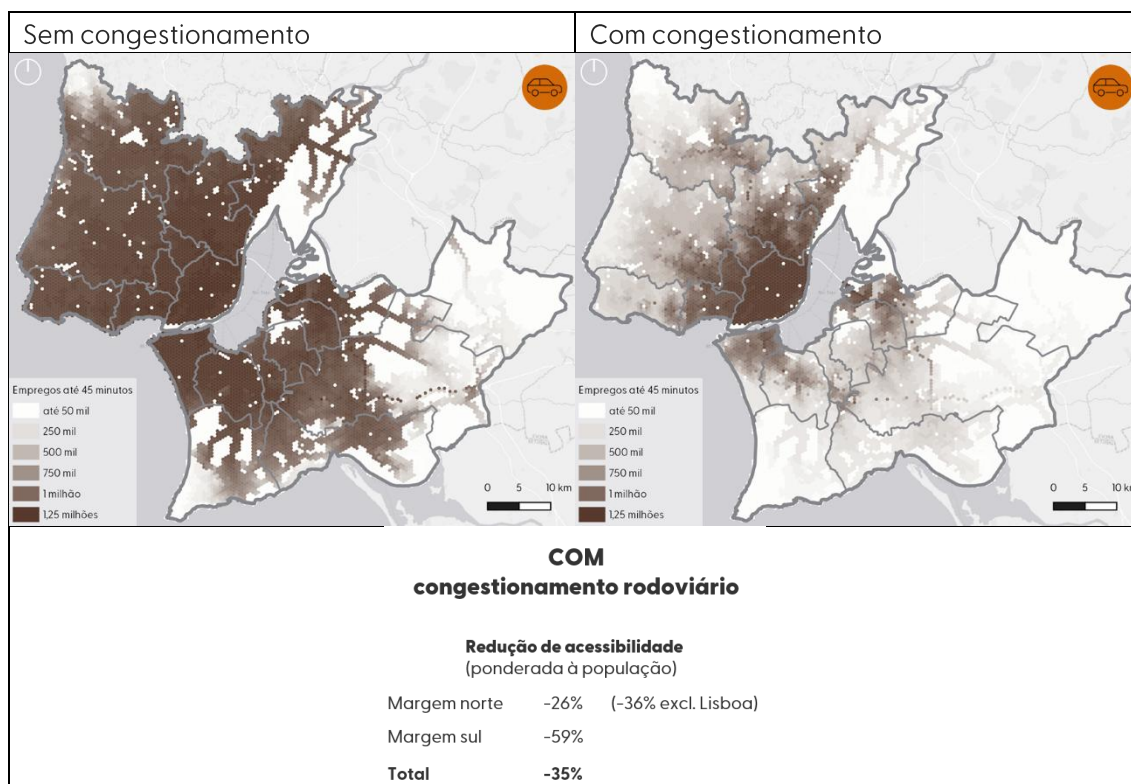 Sem congestionamento
Com congestionamento
Empregos até 45 minutos
até 50 mil
250 mil
500 mil
750 mil
1 milhão
1,25 milhões
0 5 10 km
Empregos até 45 minutos
até 50 mil
250 mil
500 mil
750 mil
1 milhão
1,25 milhões
0 5 10 km
COM
congestionamento rodoviário
Redução de acessibilidade
(ponderada à população)
Margem norte -26% (-36% excl. Lisboa)
Margem sul -59%
Total -35%